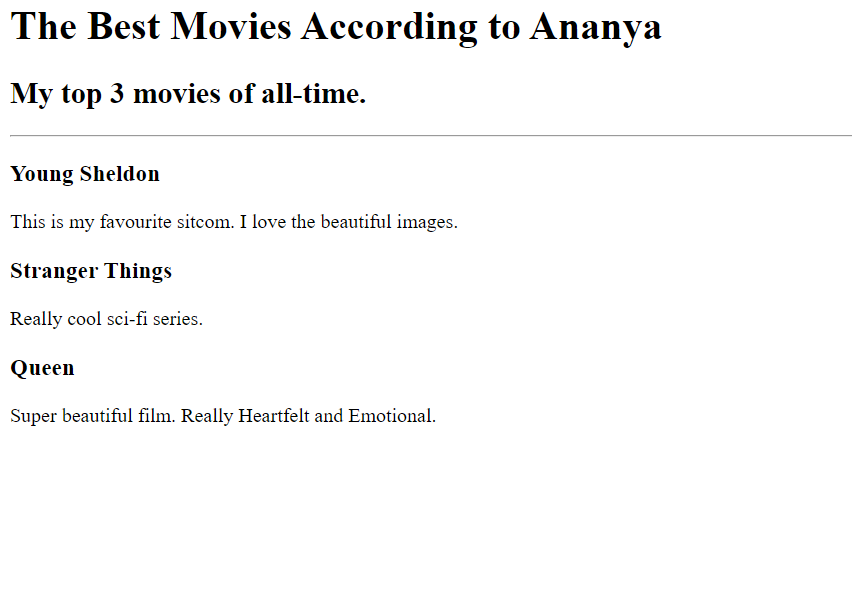 The Best Movies According to Ananya
My top 3 movies of all-time.
Young Sheldon
This is my favourite sitcom. I love the beautiful images.
Stranger Things
Really cool sci-fi series.
Queen
Super beautiful film. Really Heartfelt and Emotional.